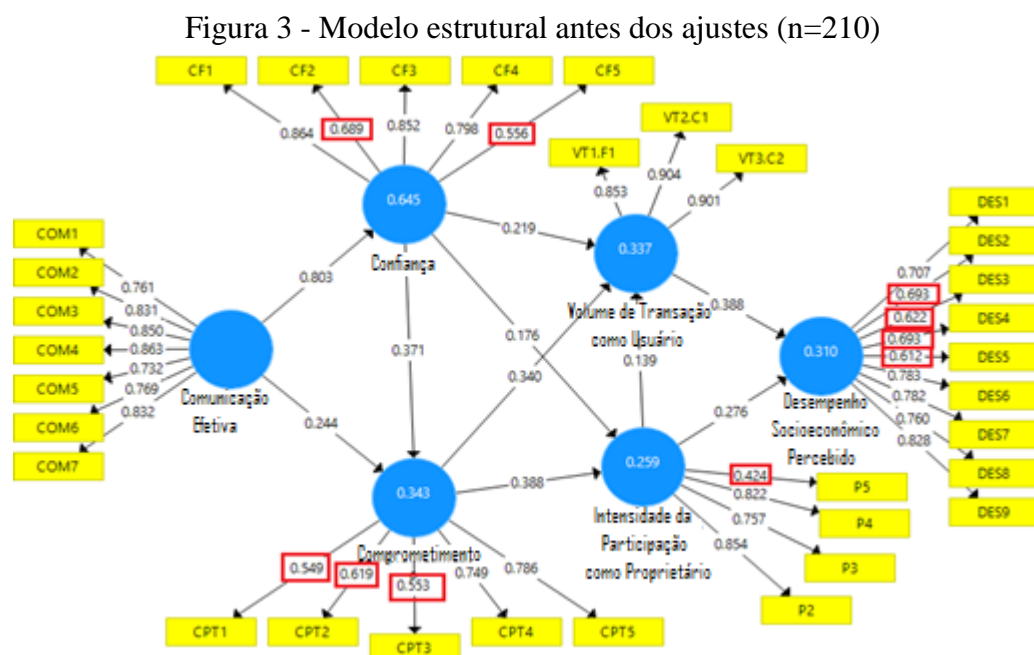 Figura 3 - Modelo estrutural antes dos ajustes (n=210)
CF1
CF2
CF3
CF4
CF5
0.864
0.689
0.852
0.798
0.556
VT1.F1
VT2.C1
VT3.C2
0.853
0.904
0.901
0.645
Confiança
0.219
0.337
Volume de Transação
como Usuário
COM1
COM2
COM3
COM4
COM5
COM6
COM7
0.761
0.831
0.850
0.863
0.732
0.769
0.832
Comunicação
Efetiva
0.803
0.244
0.371
0.176
0.340
0.139
0.388
0.276
0.388
0.343
Comprometimento
0.549
0.619
0.553
0.749
0.786
CPT1
CPT2
CPT3
CPT4
CPT5
0.259
Intensidade da
Participação
como Proprietário
0.424
0.822
0.757
0.854
P5
P4
P3
P2
0.310
Desempenho
Socioeconômico
Percebido
0.707
0.693
0.622
0.693
0.612
0.783
0.782
0.760
0.828
DES1
DES2
DES3
DES4
DES5
DES6
DES7
DES8
DES9